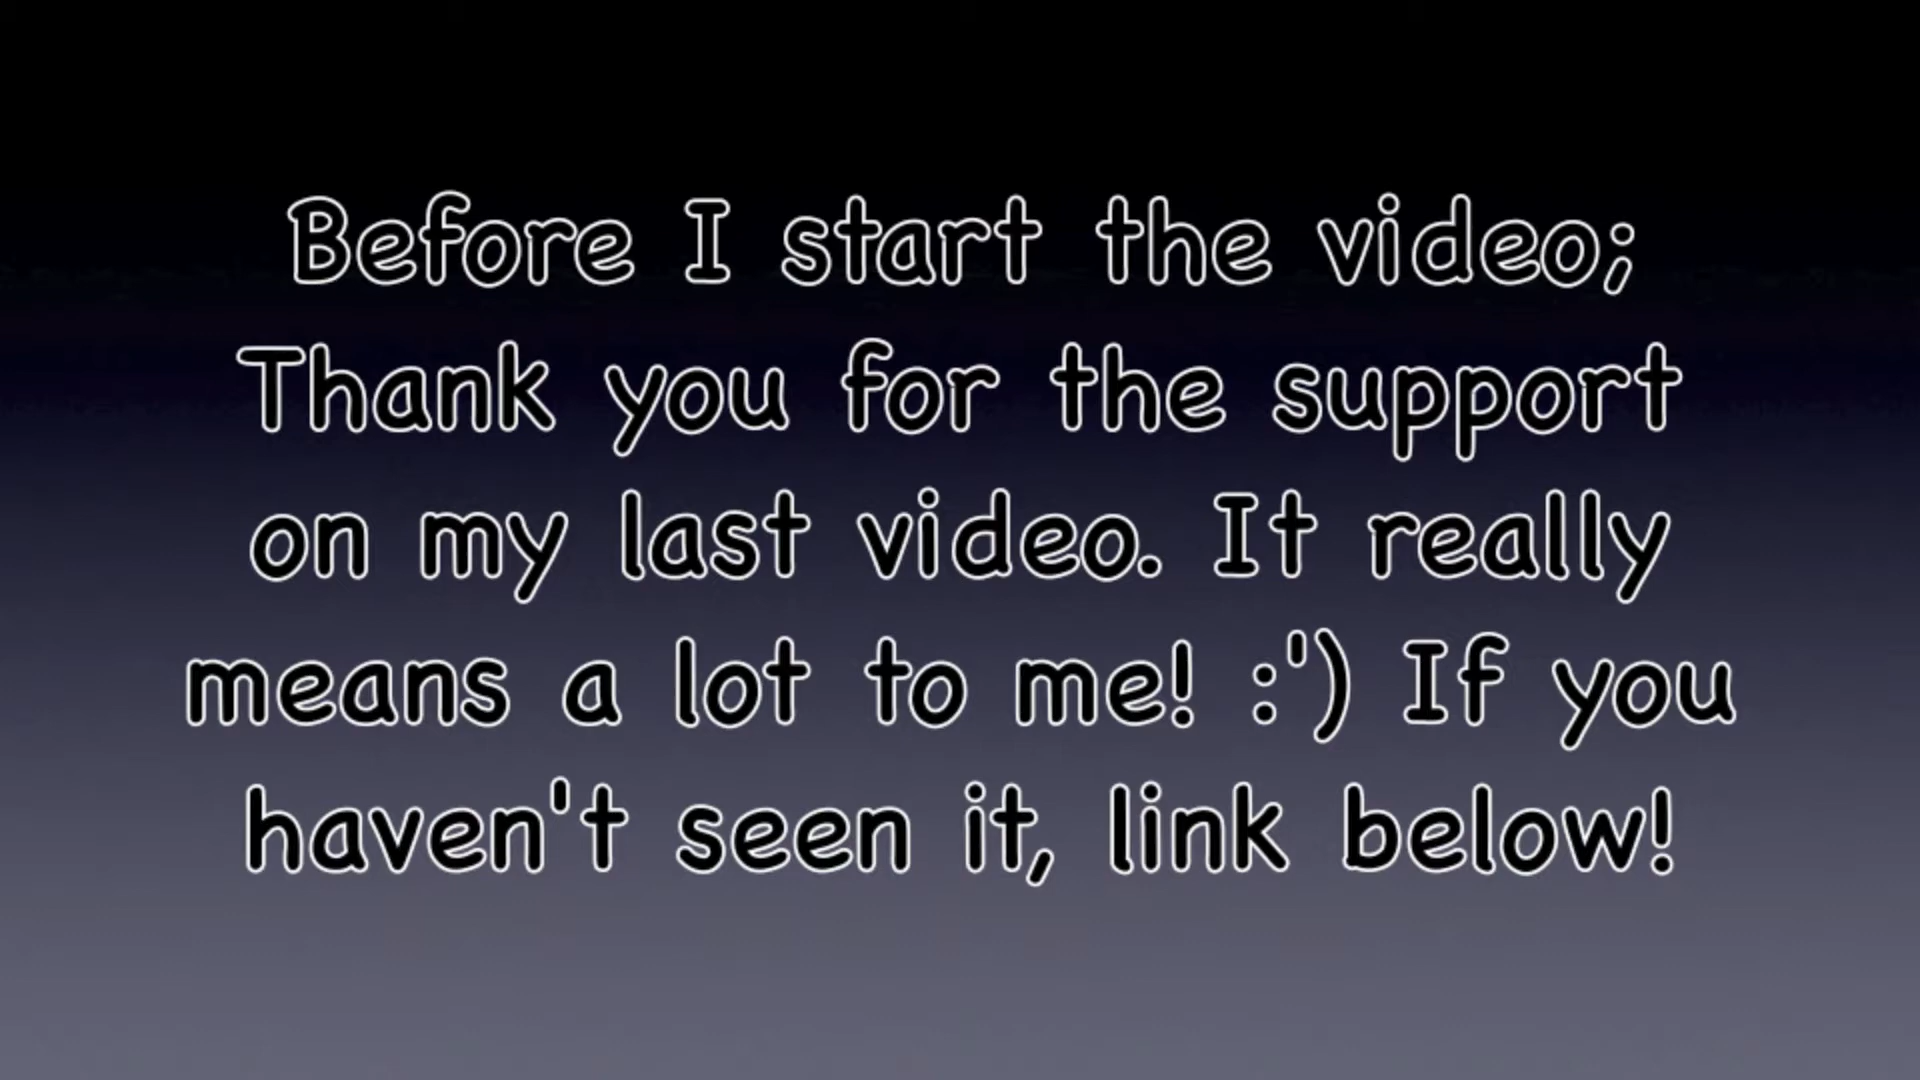 Before I start the video;
Thank you for the support
on my last video. It really
means a lot to me! :') If you
haven't seen it, link below!